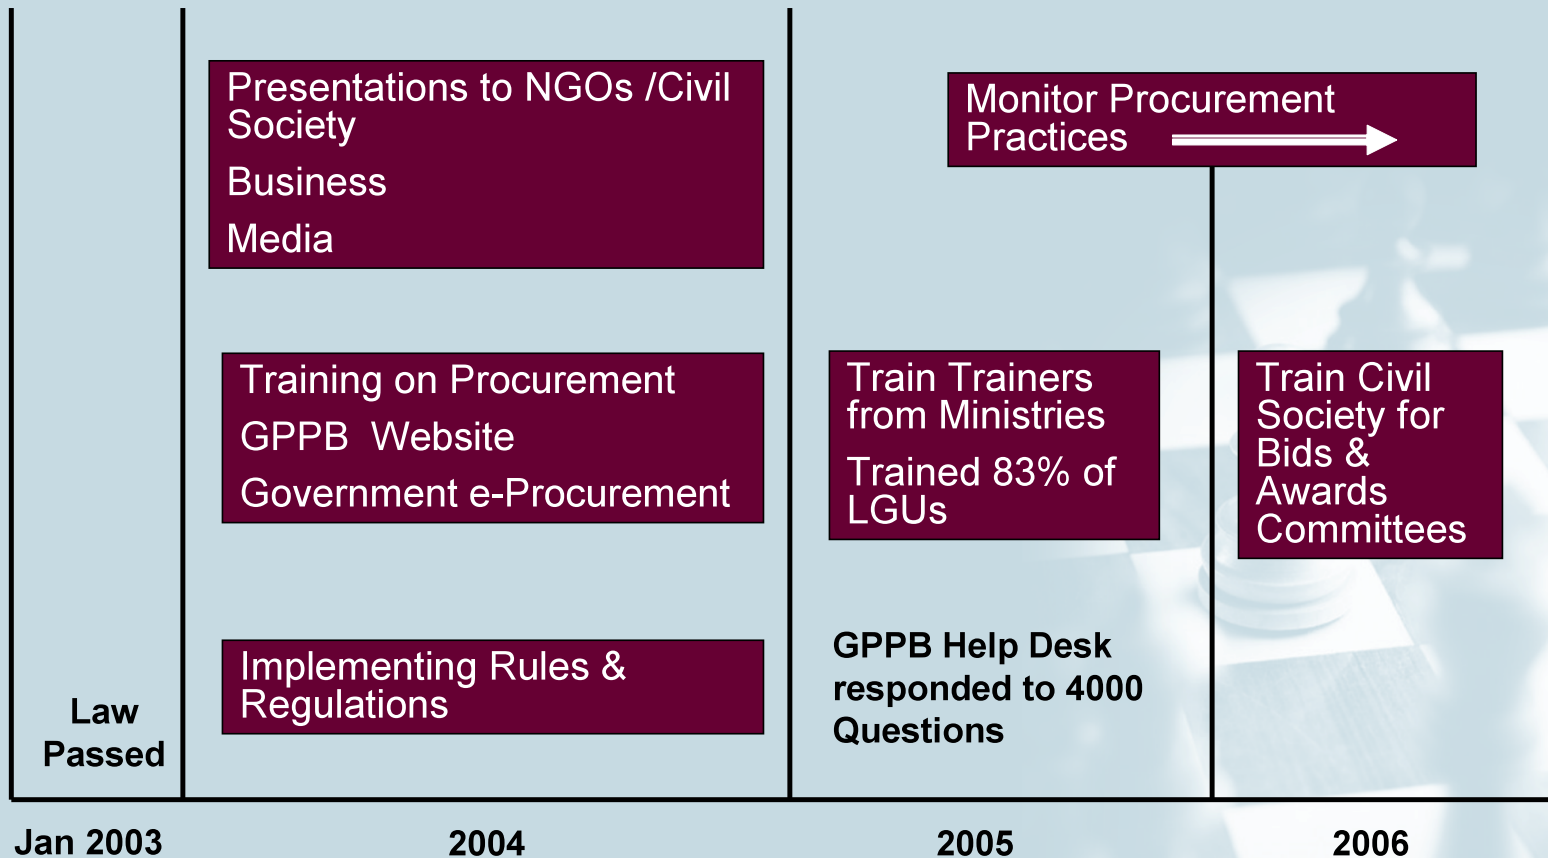 Presentations to NGOs /Civil
Society
Business
Media
Monitor Procurement
Practices
Training on Procurement
GPPB Website
Government e-Procurement
Train Trainers
from Ministries
Trained 83% of
LGUs
Train Civil
Society for
Bids &
Awards
Committees
Implementing Rules &
Regulations
GPPB Help Desk
responded to 4000
Questions
Law
Passed
Jan 2003
2004
2005
2006